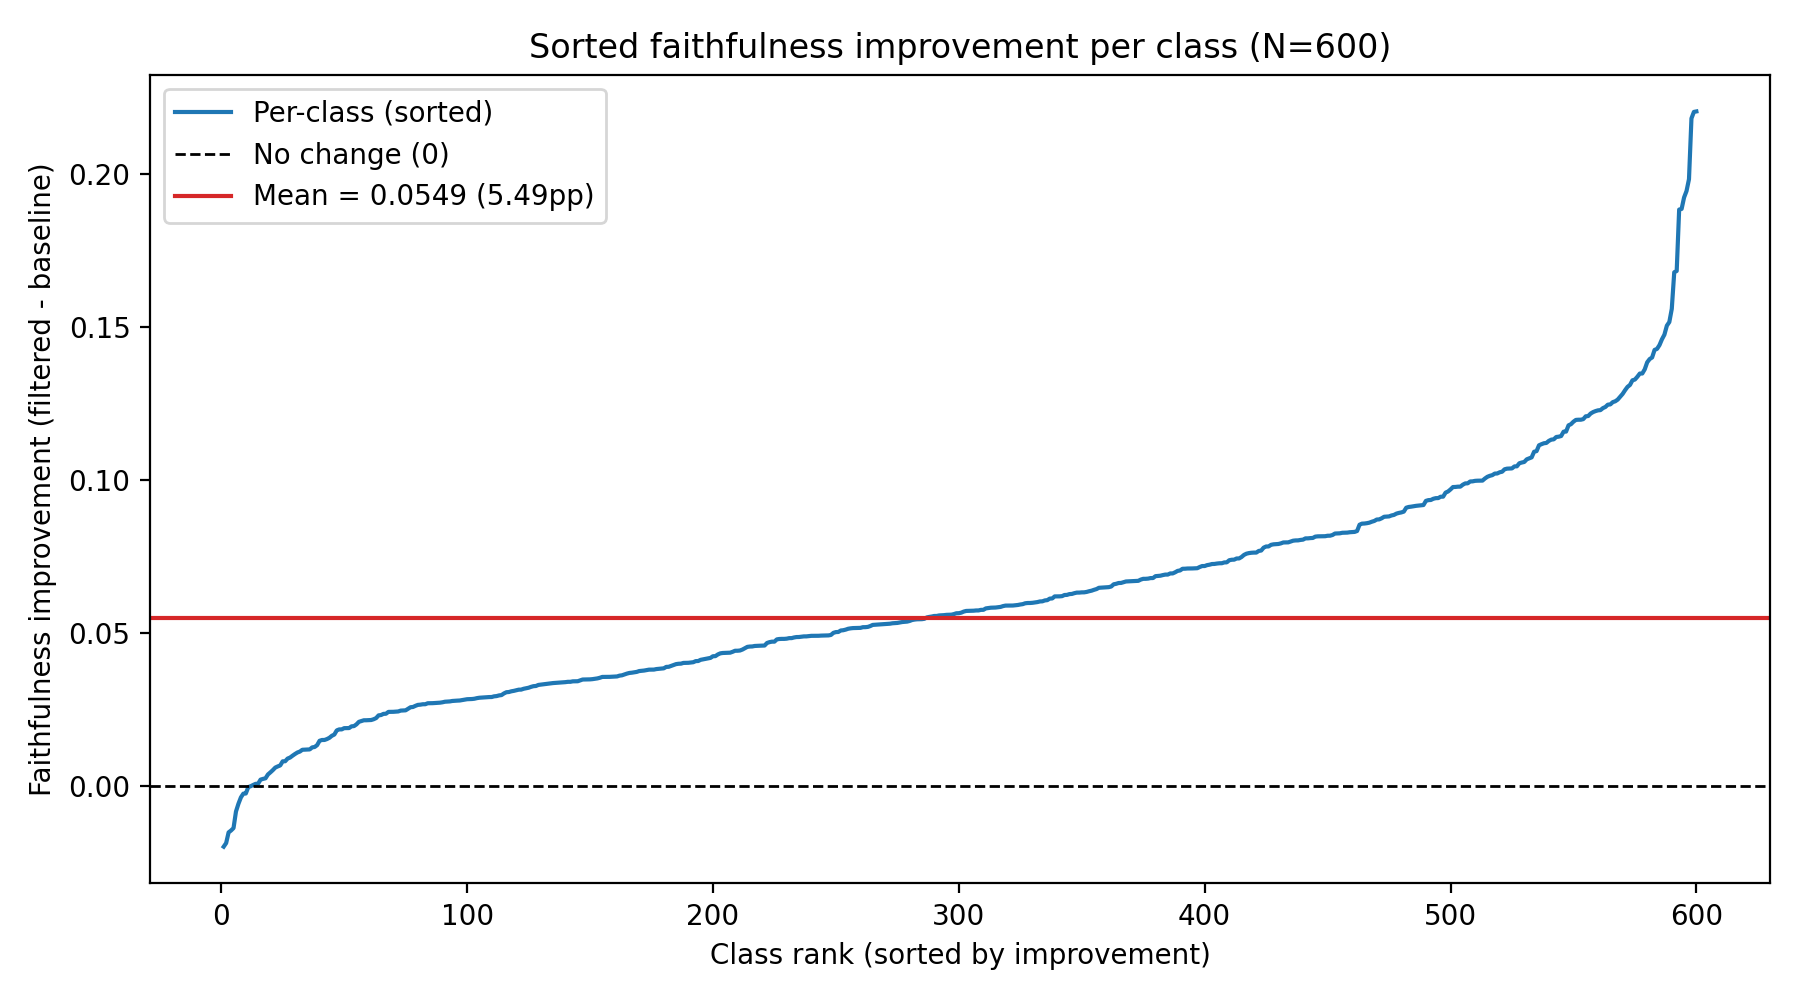 Sorted faithfulness improvement per class (N=600)
Per-class (sorted)
No change (0)
Mean = 0.0549 (5.49pp)
Faithfulness improvement (filtered - baseline)
0.20
0.15
0.10
0.05
0.00
0
100
200
300
400
500
600
Class rank (sorted by improvement)